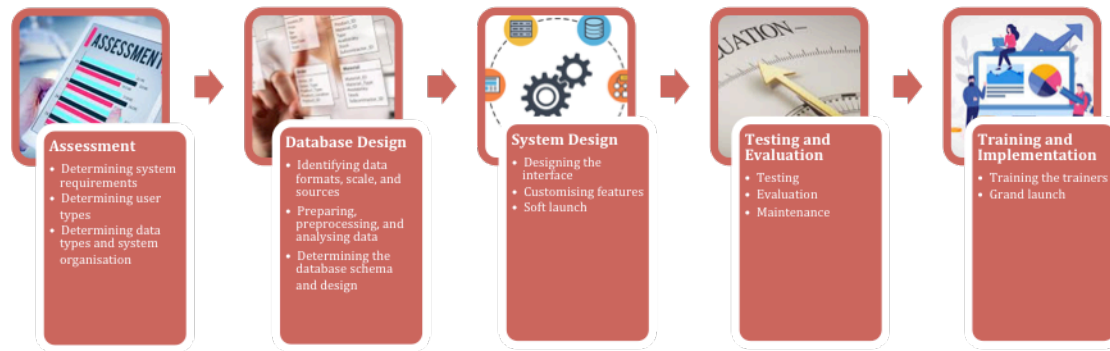 ASSESSMENT
Assessment
• Determining system
requirements
• Determining user
types
• Determining data
types and system
organisation
Database Design
• Identifying data
formats, scale, and
sources
• Preparing,
preprocessing, and
analysing data
• Determining the
database schema
and design
System Design
• Designing the
interface
• Customising features
• Soft launch
UATION
Testing and
Evaluation
• Testing
• Evaluation
• Maintenance
Training and
Implementation
• Training the trainers
• Grand launch